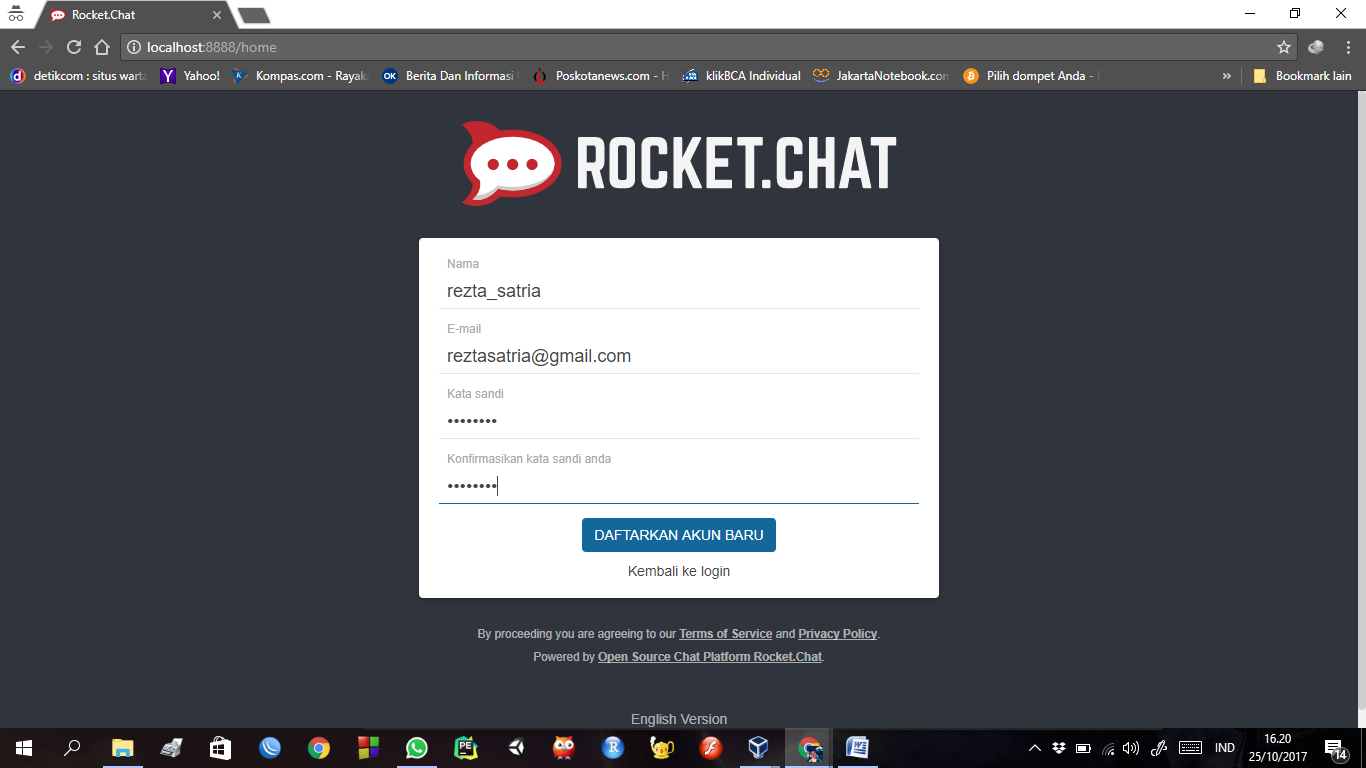 Rocket.Chat
localhost:8888/home
detikcom : situs warta
Yahoo!
Kompas.com - Rayaka
OK
Berita Dan Informasi
Poskotanews.com - H
klikBCA Individual
JakartaNotebook.com
Pilih dompet Anda -
»
Bookmark lain
ROCKET.CHAT
Nama
rezta_satria
E-mail
reztasatria@gmail.com
Kata sandi
••••••••
Konfirmasikan kata sandi anda
••••••••
DAFTARKAN AKUN BARU
Kembali ke login
By proceeding you are agreeing to our Terms of Service and Privacy Policy.
Powered by Open Source Chat Platform Rocket.Chat.
English Version
IND
16.20
25/10/2017
14